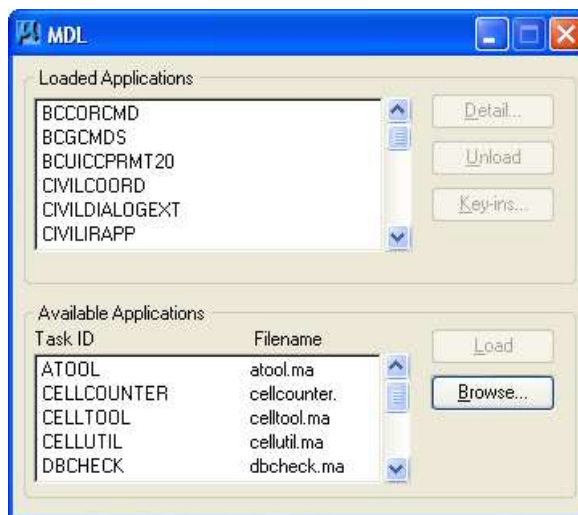 MDL
Loaded Applications
BCCORCMD
BCGCMDS
BCUICCPRMT20
CIVILCOORD
CIVILDIALOGEXT
CIVILIRAPP
Detail...
Unload
Key-ins...
Available Applications
Task ID Filename
ATOOL atool.ma
CELLCOUNTER cellcounter.
CELLTOOL celltool.ma
CELLUTIL cellutil.ma
DBCHECK dbcheck.ma
Load
Browse...